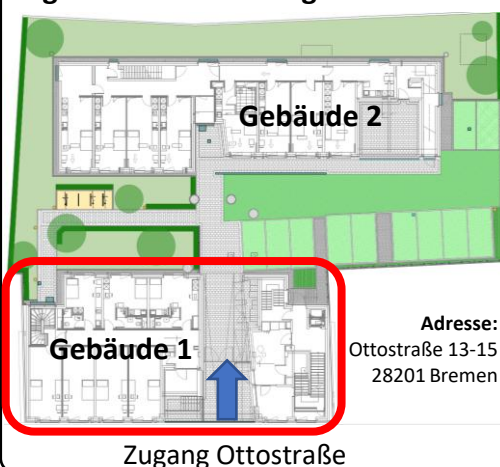 Gebäude 2
Gebäude 1
Adresse:
Ottostraße 13-15
28201 Bremen
Zugang Ottostraße